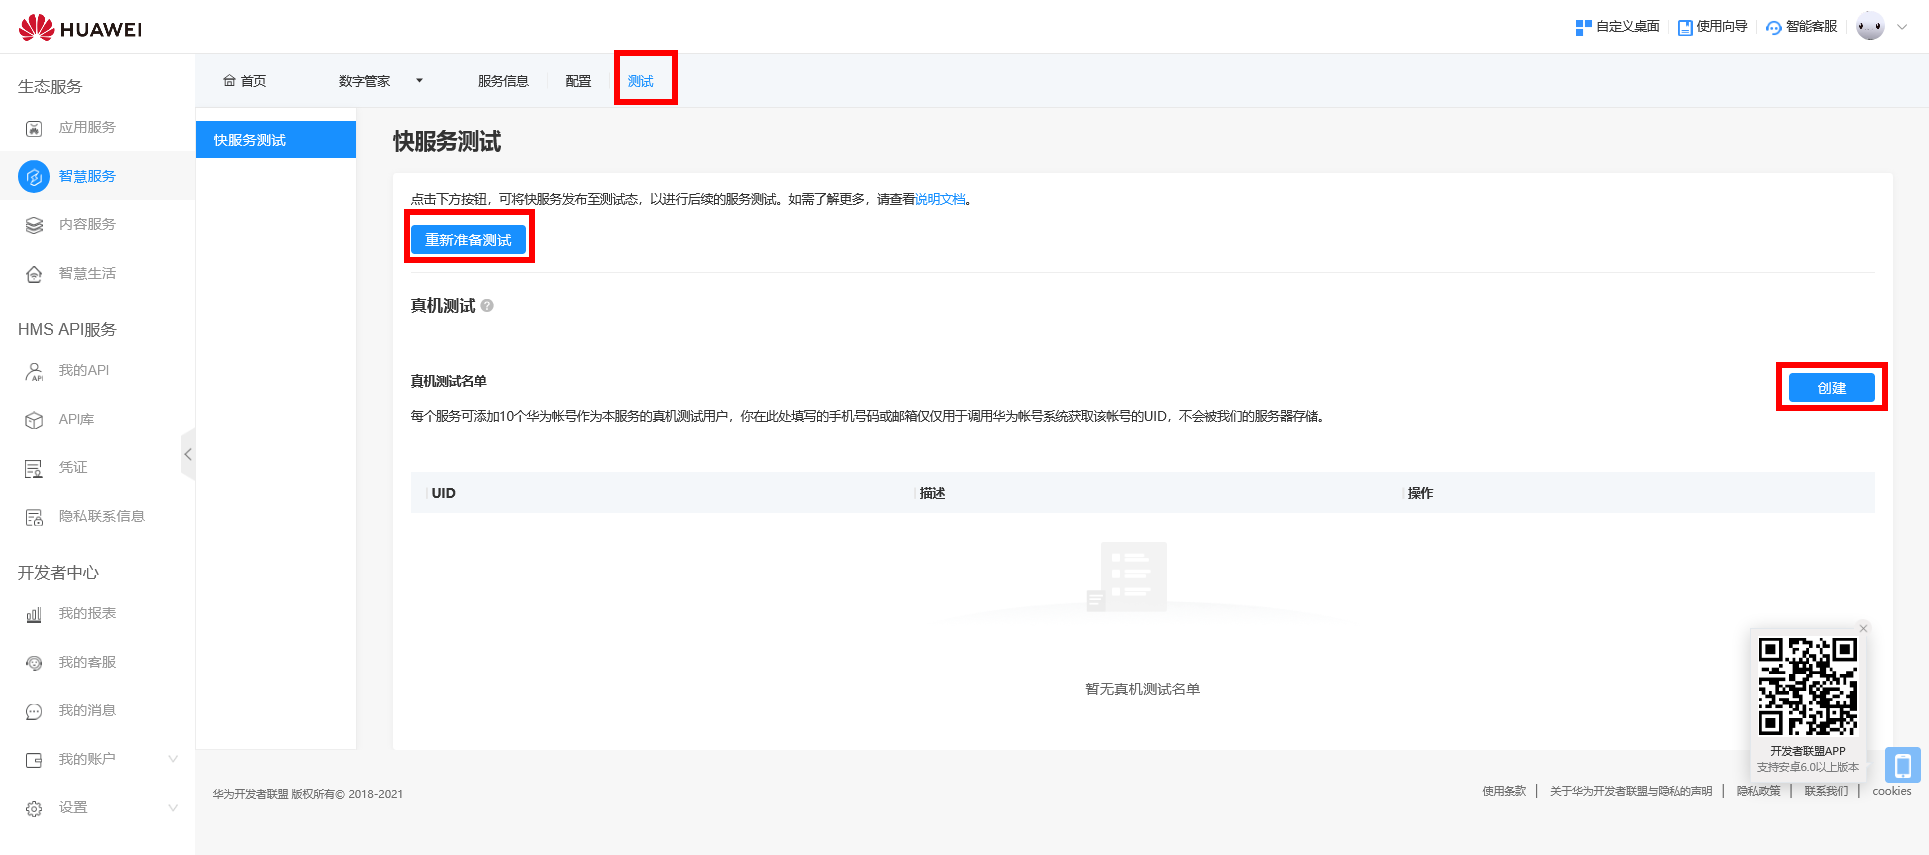 HUAWEI
自定义桌面
使用向导
智能客服
生态服务
应用服务
智慧服务
内容服务
智慧生活
HMS API服务
我的API
API库
凭证
隐私联系信息
开发者中心
我的报表
我的客服
我的消息
我的账户
设置
首页
数字管家
服务信息
配置
测试
快服务测试
快服务测试
点击下方按钮，可将快服务发布至测试态，以进行后续的服务测试。如需了解更多，请查看说明文档。
重新准备测试
真机测试
真机测试名单
创建
每个服务可添加10个华为帐号作为本服务的真机测试用户，你在此处填写的手机号码或邮箱仅仅用于调用华为帐号系统获取该帐号的UID，不会被我们的服务器存储。
UID
描述
操作
暂无真机测试名单
开发者联盟APP
支持安卓6.0以上版本
华为开发者联盟 版权所有© 2018-2021
使用条款
关于华为开发者联盟与隐私的声明
隐私政策
联系我们
cookies